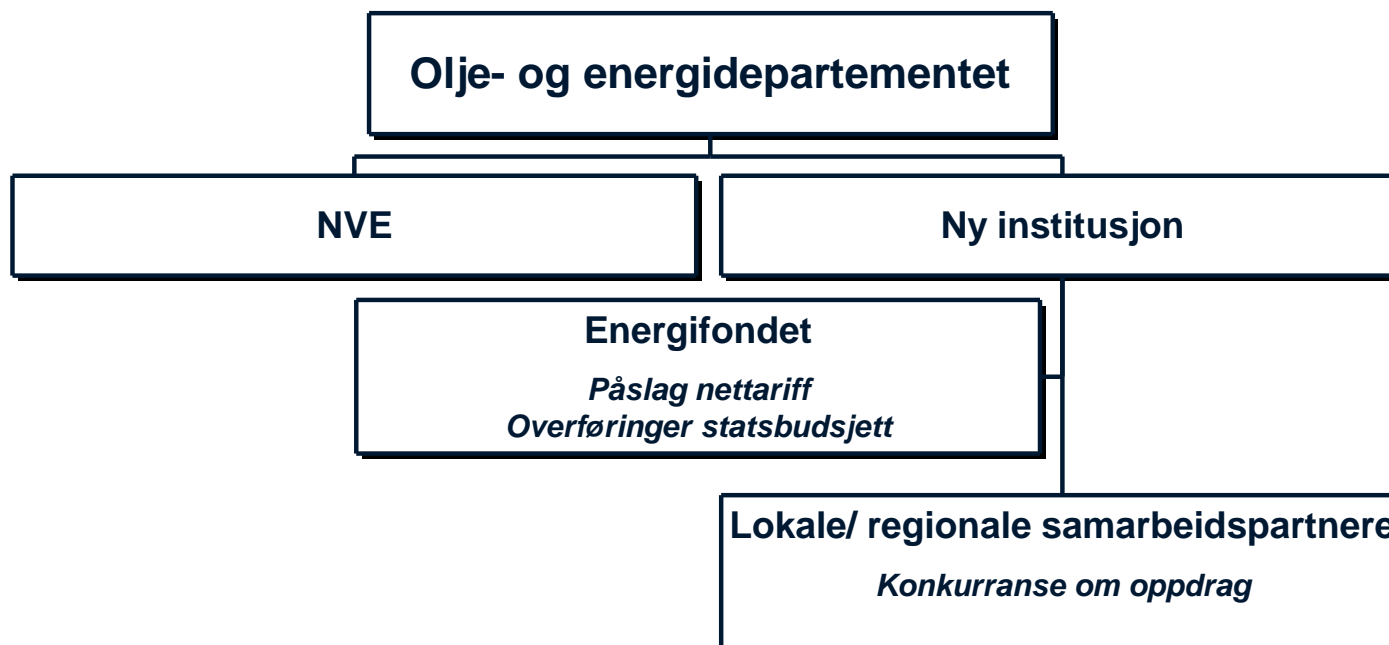 Olje- og energidepartementet
NVE
Ny institusjon
Energifondet
Påslag nettariff
Overføringer statsbudsjett
Lokale/ regionale samarbeidspartnere
Konkurranse om oppdrag